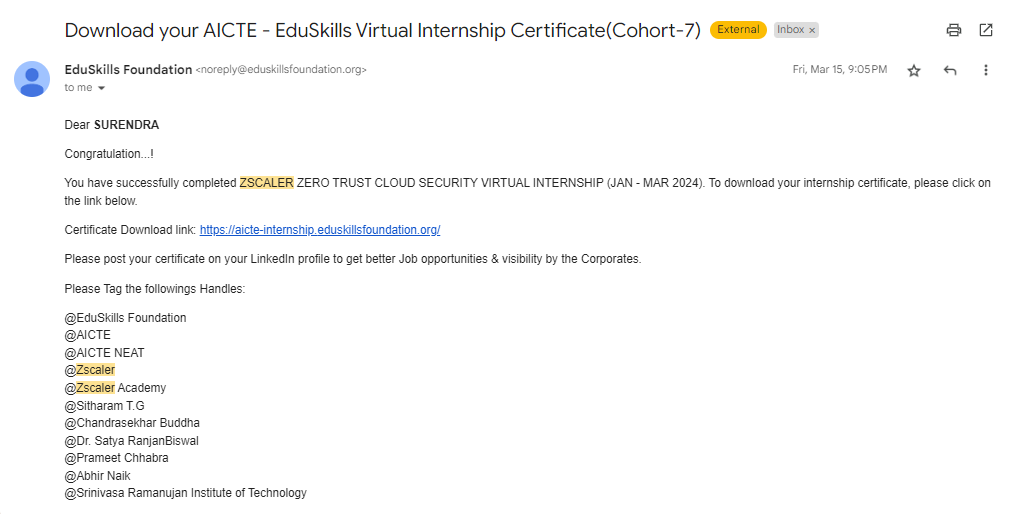 Download your AICTE - EduSkills Virtual Internship Certificate(Cohort-7) External Inbox x
EduSkills Foundation <noreply@eduskillsfoundation.org> Fri, Mar 15, 9:05 PM
to me
Dear SURENDRA
Congratulation...!
You have successfully completed ZSCALER ZERO TRUST CLOUD SECURITY VIRTUAL INTERNSHIP (JAN - MAR 2024). To download your internship certificate, please click on
the link below.
Certificate Download link: https://aicte-internship.eduskillsfoundation.org/
Please post your certificate on your LinkedIn profile to get better Job opportunities & visibility by the Corporates.
Please Tag the followings Handles:
@EduSkills Foundation
@AICTE
@AICTE NEAT
@Zscaler
@Zscaler Academy
@Sitharam T.G
@Chandrasekhar Buddha
@Dr. Satya RanjanBiswal
@Prameet Chhabra
@Abhir Naik
@Srinivasa Ramanujan Institute of Technology